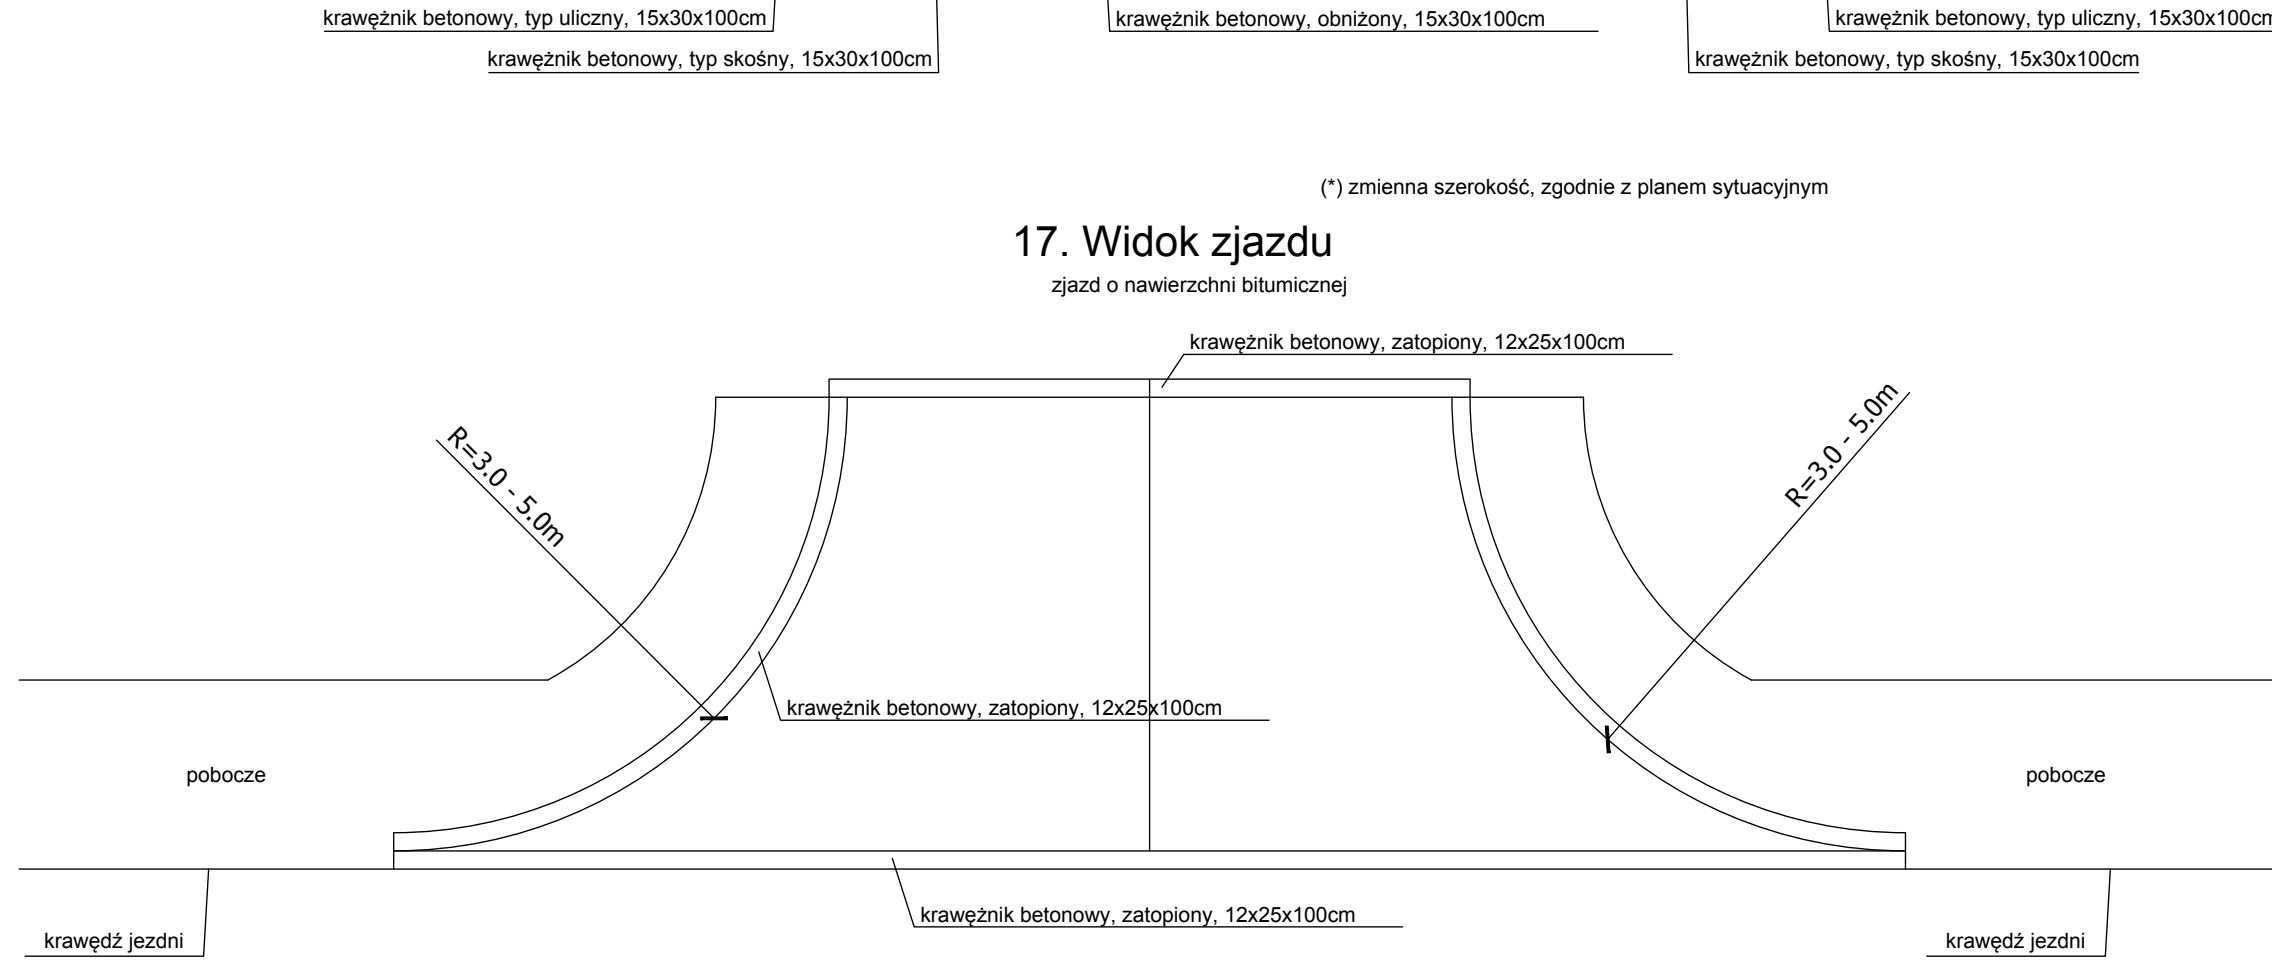 krawężnik betonowy, typ uliczny, 15x30x100cm
krawężnik betonowy, obniżony, 15x30x100cm
krawężnik betonowy, typ uliczny, 15x30x100cm
krawężnik betonowy, typ skośny, 15x30x100cm
krawężnik betonowy, typ skośny, 15x30x100cm
(*) zmienna szerokość, zgodnie z planem sytuacyjnym
17. Widok zjazdu
zjazd o nawierzchni bitumicznej
krawężnik betonowy, zatopiony, 12x25x100cm
R=3.0 - 5.0m
R=3.0 - 5.0m
krawężnik betonowy, zatopiony, 12x25x100cm
pobocze
pobocze
krawężnik betonowy, zatopiony, 12x25x100cm
krawędź jezdni
krawędź jezdni